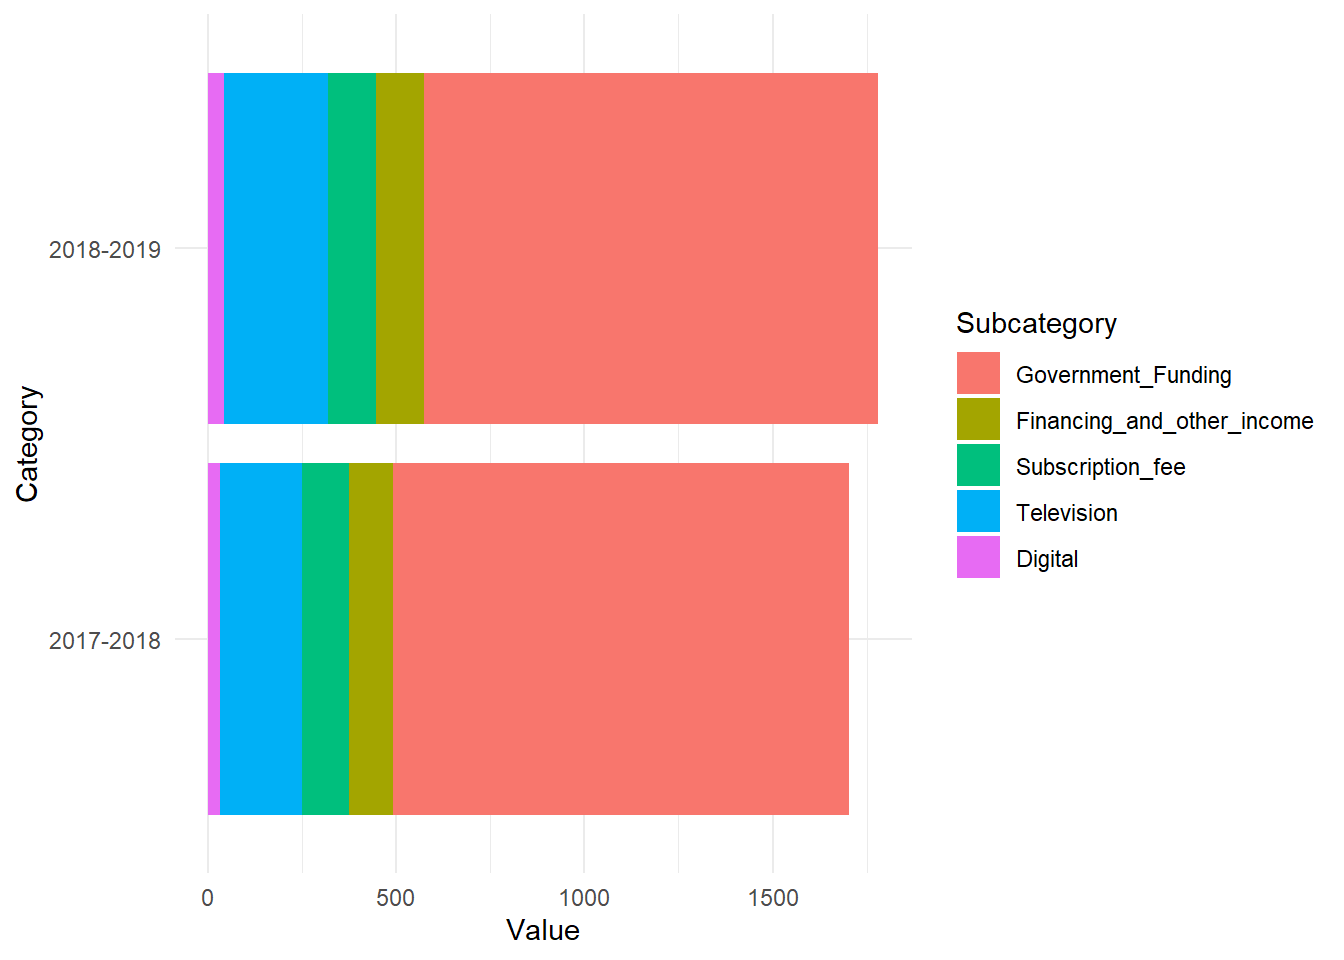 2018-2019
2017-2018
Category
0
500
1000
1500
Value
Subcategory
Government_Funding
Financing_and_other_income
Subscription_fee
Television
Digital